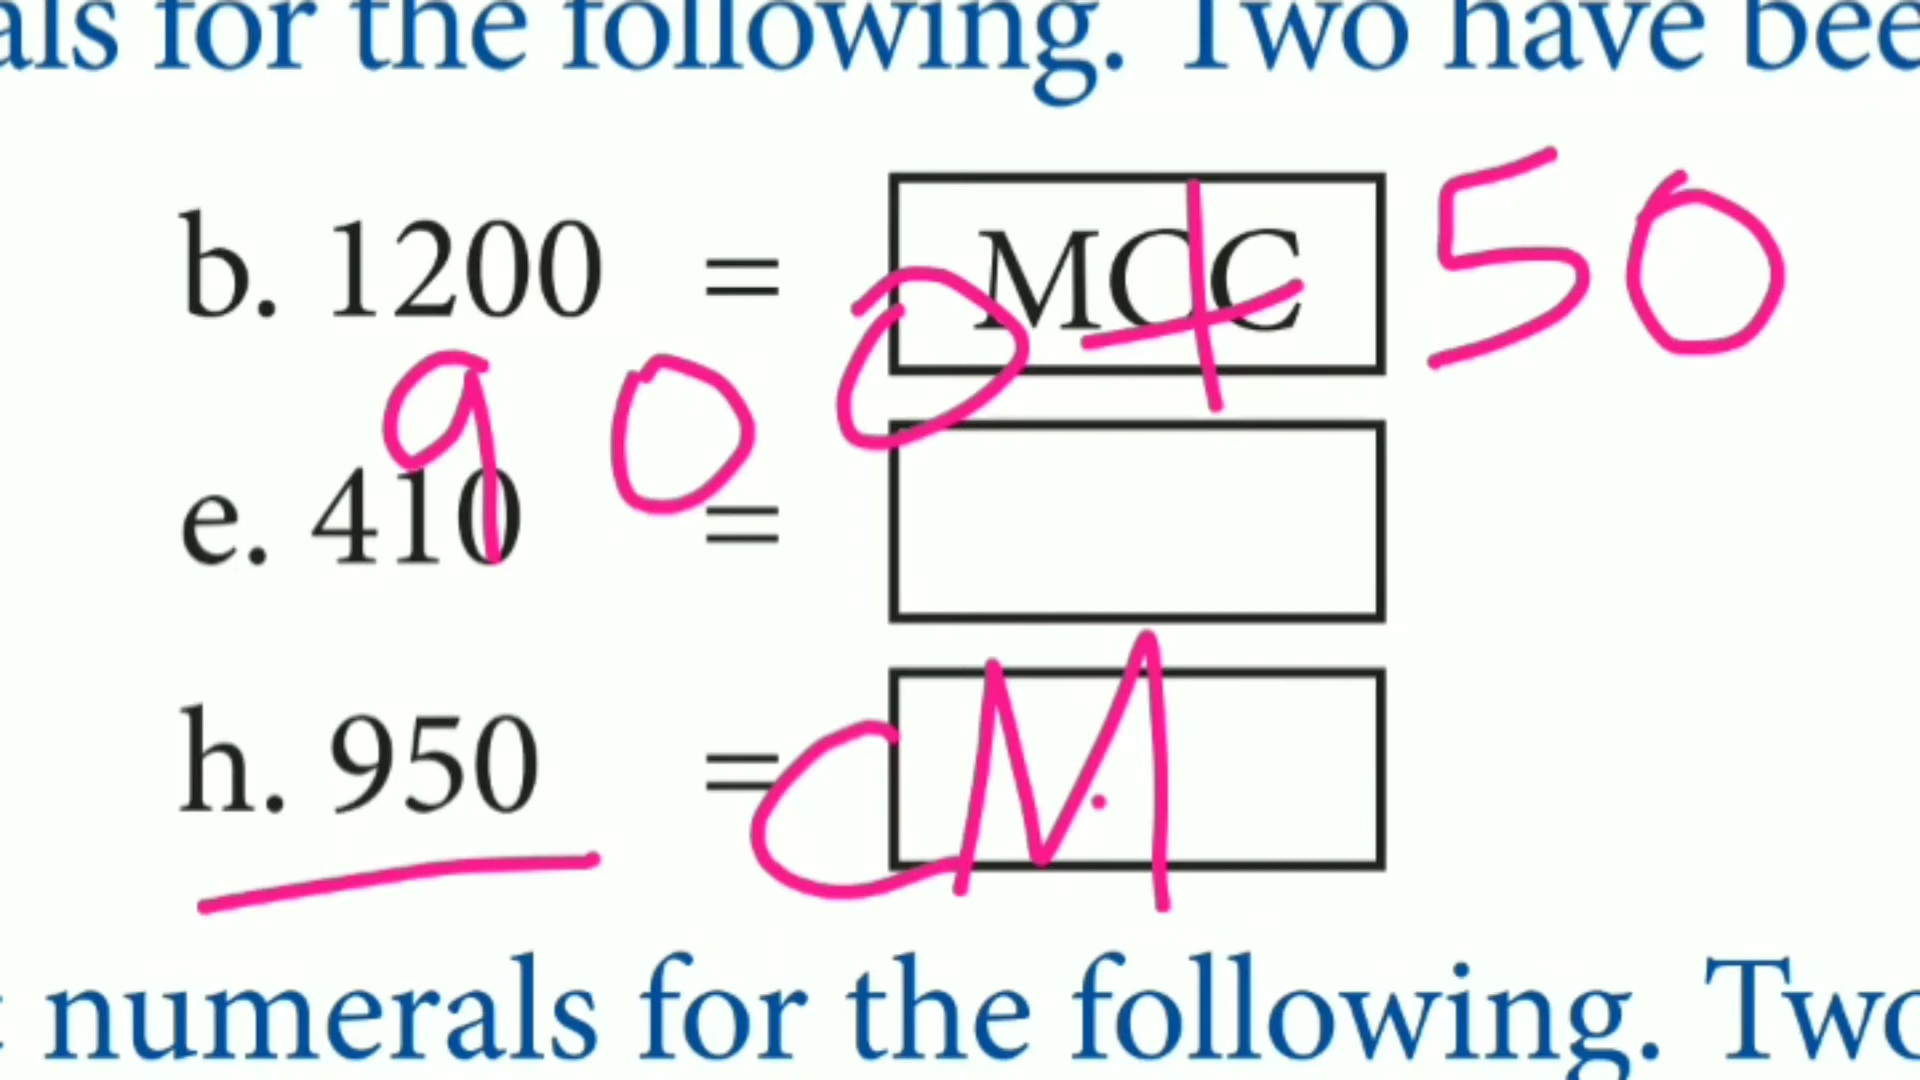 als for the following. Two have bee
b. 1200 = MCC
900 + 50
e. 410 =
h. 950 = CM
numerals for the following. Two